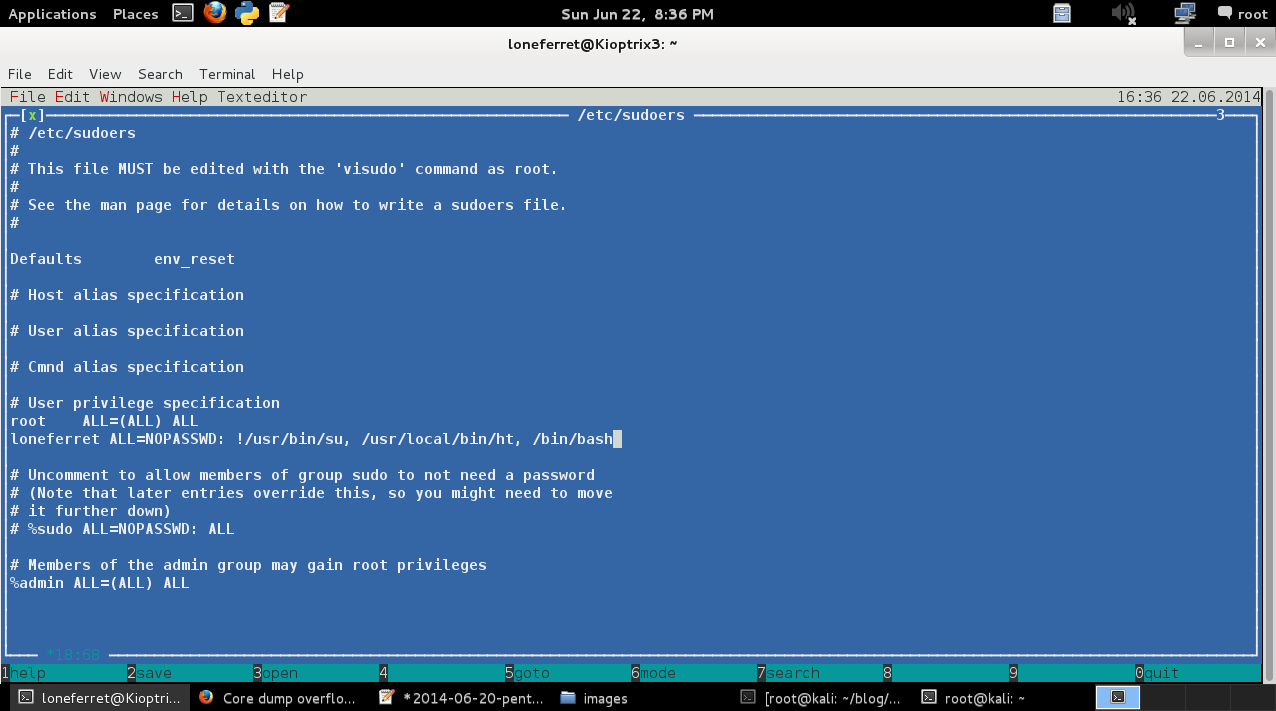 Applications Places Sun Jun 22, 8:36 PM root
loneferret@Kioptrix3: ~
File Edit View Search Terminal Help
File Edit Windows Help Texteditor 16:36 22.06.2014
[x] /etc/sudoers 3
# /etc/sudoers
#
# This file MUST be edited with the 'visudo' command as root.
#
# See the man page for details on how to write a sudoers file.
#
Defaults env_reset
# Host alias specification
# User alias specification
# Cmnd alias specification
# User privilege specification
root ALL=(ALL) ALL
loneferret ALL=NOPASSWD: !/usr/bin/su, /usr/local/bin/ht, /bin/bash
# Uncomment to allow members of group sudo to not need a password
# (Note that later entries override this, so you might need to move
# it further down)
# %sudo ALL=NOPASSWD: ALL
# Members of the admin group may gain root privileges
%admin ALL=(ALL) ALL
*18:68
1help 2save 3open 4 5goto 6mode 7search 8 9 0quit
loneferret@Kioptri... Core dump overflo... *2014-06-20-pent... images [root@kali: ~/blog/... root@kali: ~